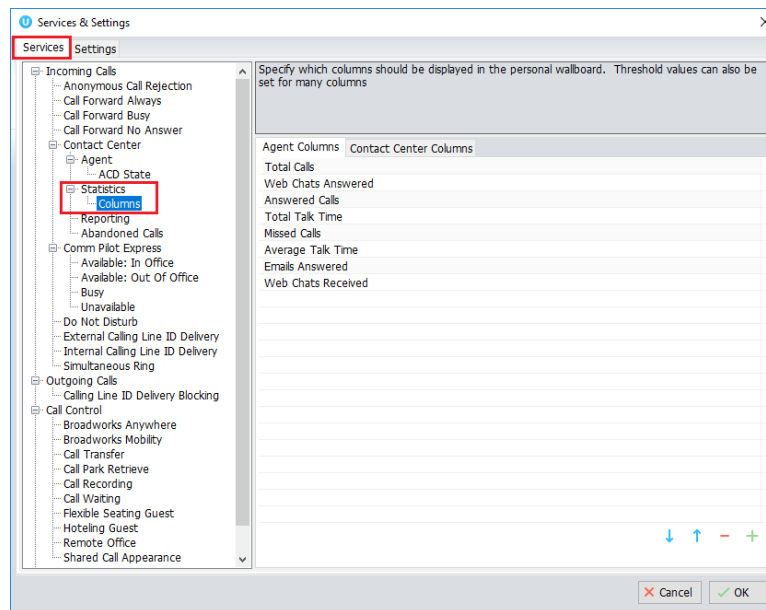 Services & Settings
Services Settings
Incoming Calls
Anonymous Call Rejection
Call Forward Always
Call Forward Busy
Call Forward No Answer
Contact Center
Agent
ACD State
Statistics
Columns
Reporting
Abandoned Calls
Comm Pilot Express
Available: In Office
Available: Out Of Office
Busy
Unavailable
Do Not Disturb
External Calling Line ID Delivery
Internal Calling Line ID Delivery
Simultaneous Ring
Outgoing Calls
Calling Line ID Delivery Blocking
Call Control
Broadworks Anywhere
Broadworks Mobility
Call Transfer
Call Park Retrieve
Call Recording
Call Waiting
Flexible Seating Guest
Hoteling Guest
Remote Office
Shared Call Appearance
Specify which columns should be displayed in the personal wallboard. Threshold values can also be
set for many columns
Agent Columns Contact Center Columns
Total Calls
Web Chats Answered
Answered Calls
Total Talk Time
Missed Calls
Average Talk Time
Emails Answered
Web Chats Received
Cancel OK